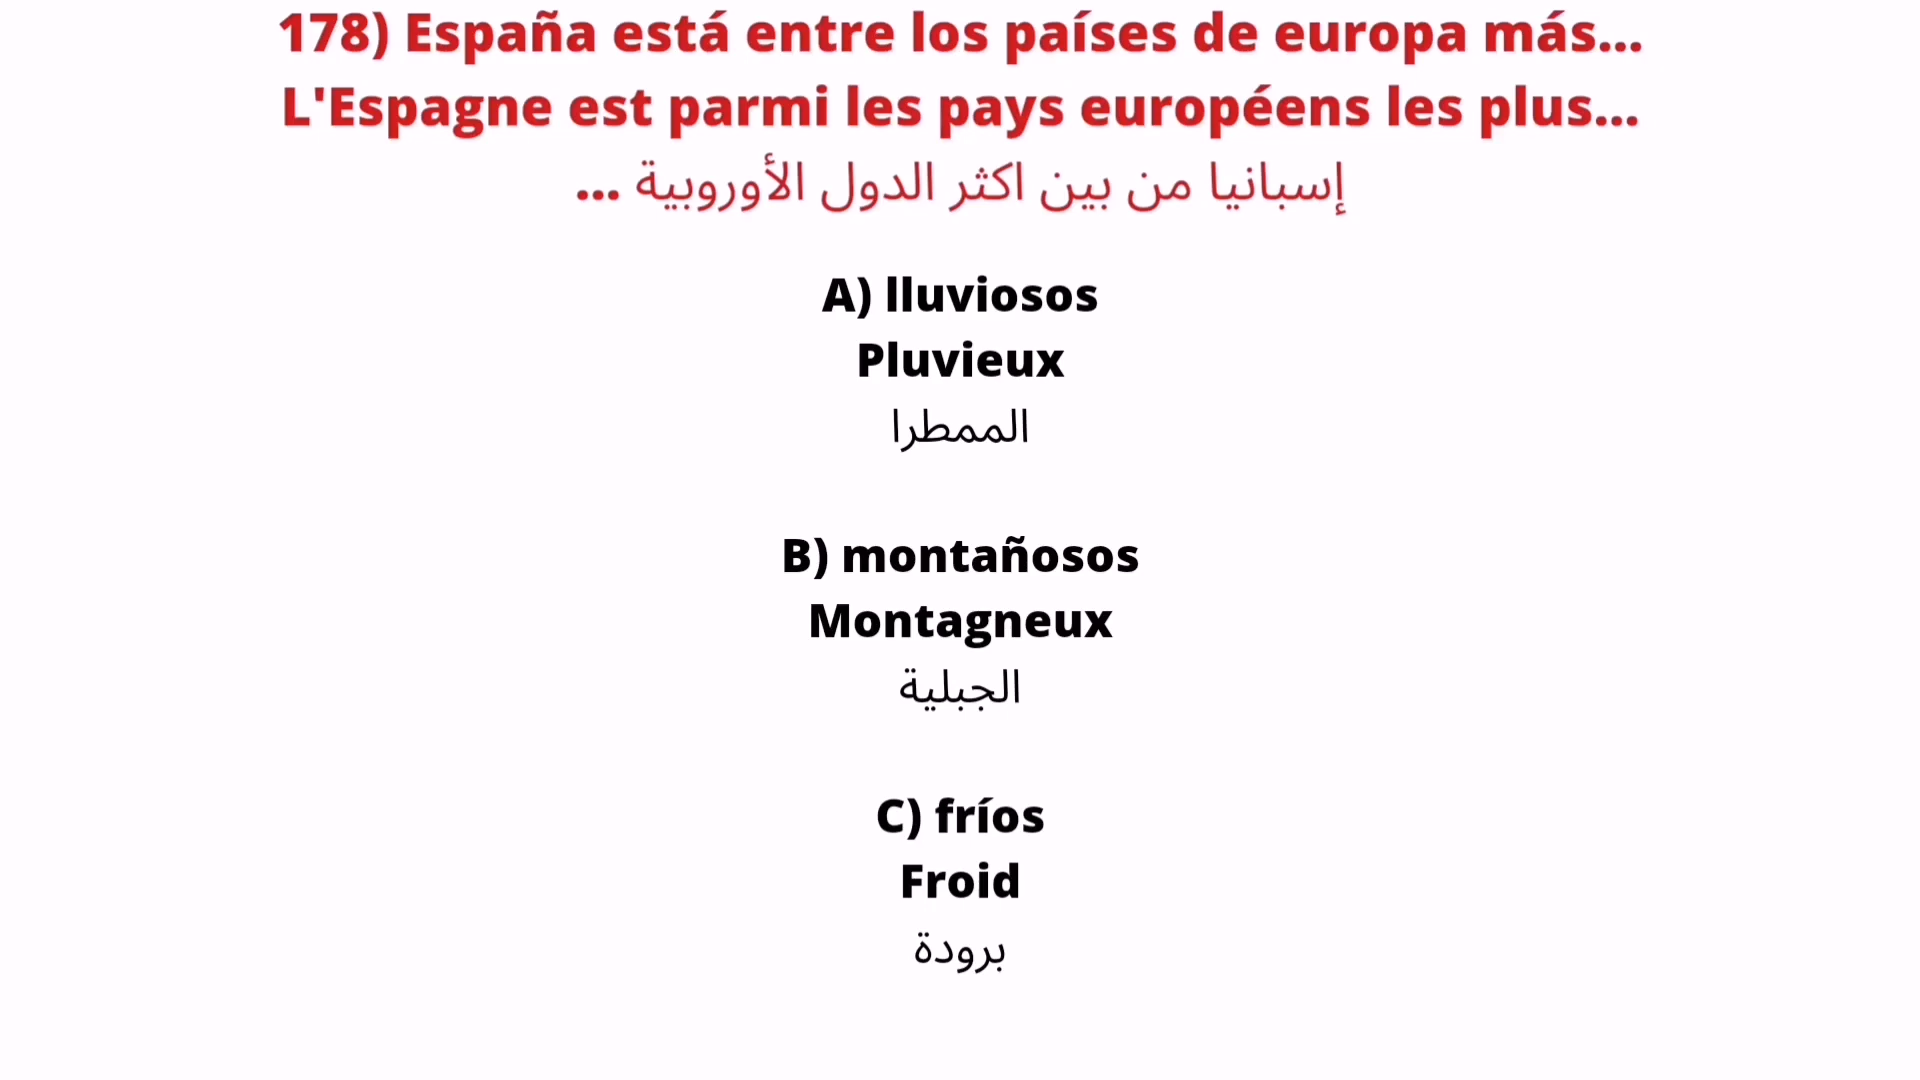 178) España está entre los países de europa más...
L'Espagne est parmi les pays européens les plus...
إسبانيا من بين اكثر الدول الأوروبية ...
A) lluviosos
Pluvieux
الممطرا
B) montañosos
Montagneux
الجبلية
C) fríos
Froid
برودة